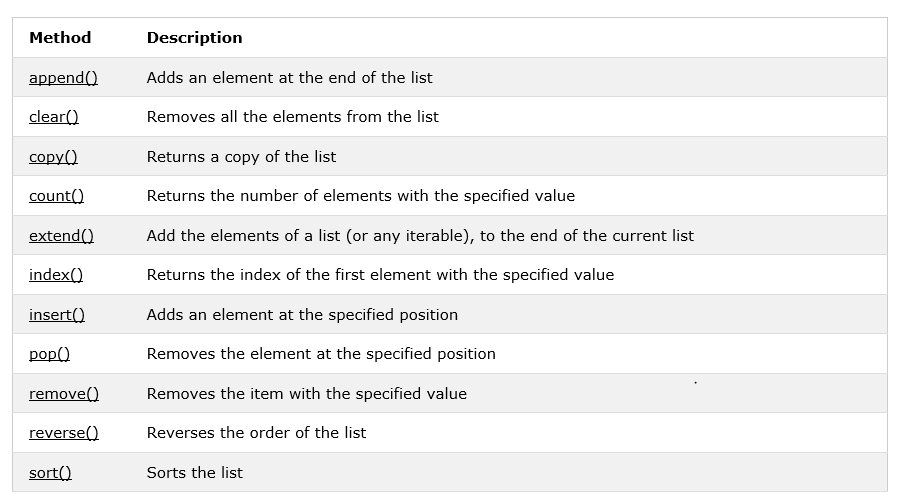 Method Description
append() Adds an element at the end of the list
clear() Removes all the elements from the list
copy() Returns a copy of the list
count() Returns the number of elements with the specified value
extend() Add the elements of a list (or any iterable), to the end of the current list
index() Returns the index of the first element with the specified value
insert() Adds an element at the specified position
pop() Removes the element at the specified position
remove() Removes the item with the specified value
reverse() Reverses the order of the list
sort() Sorts the list